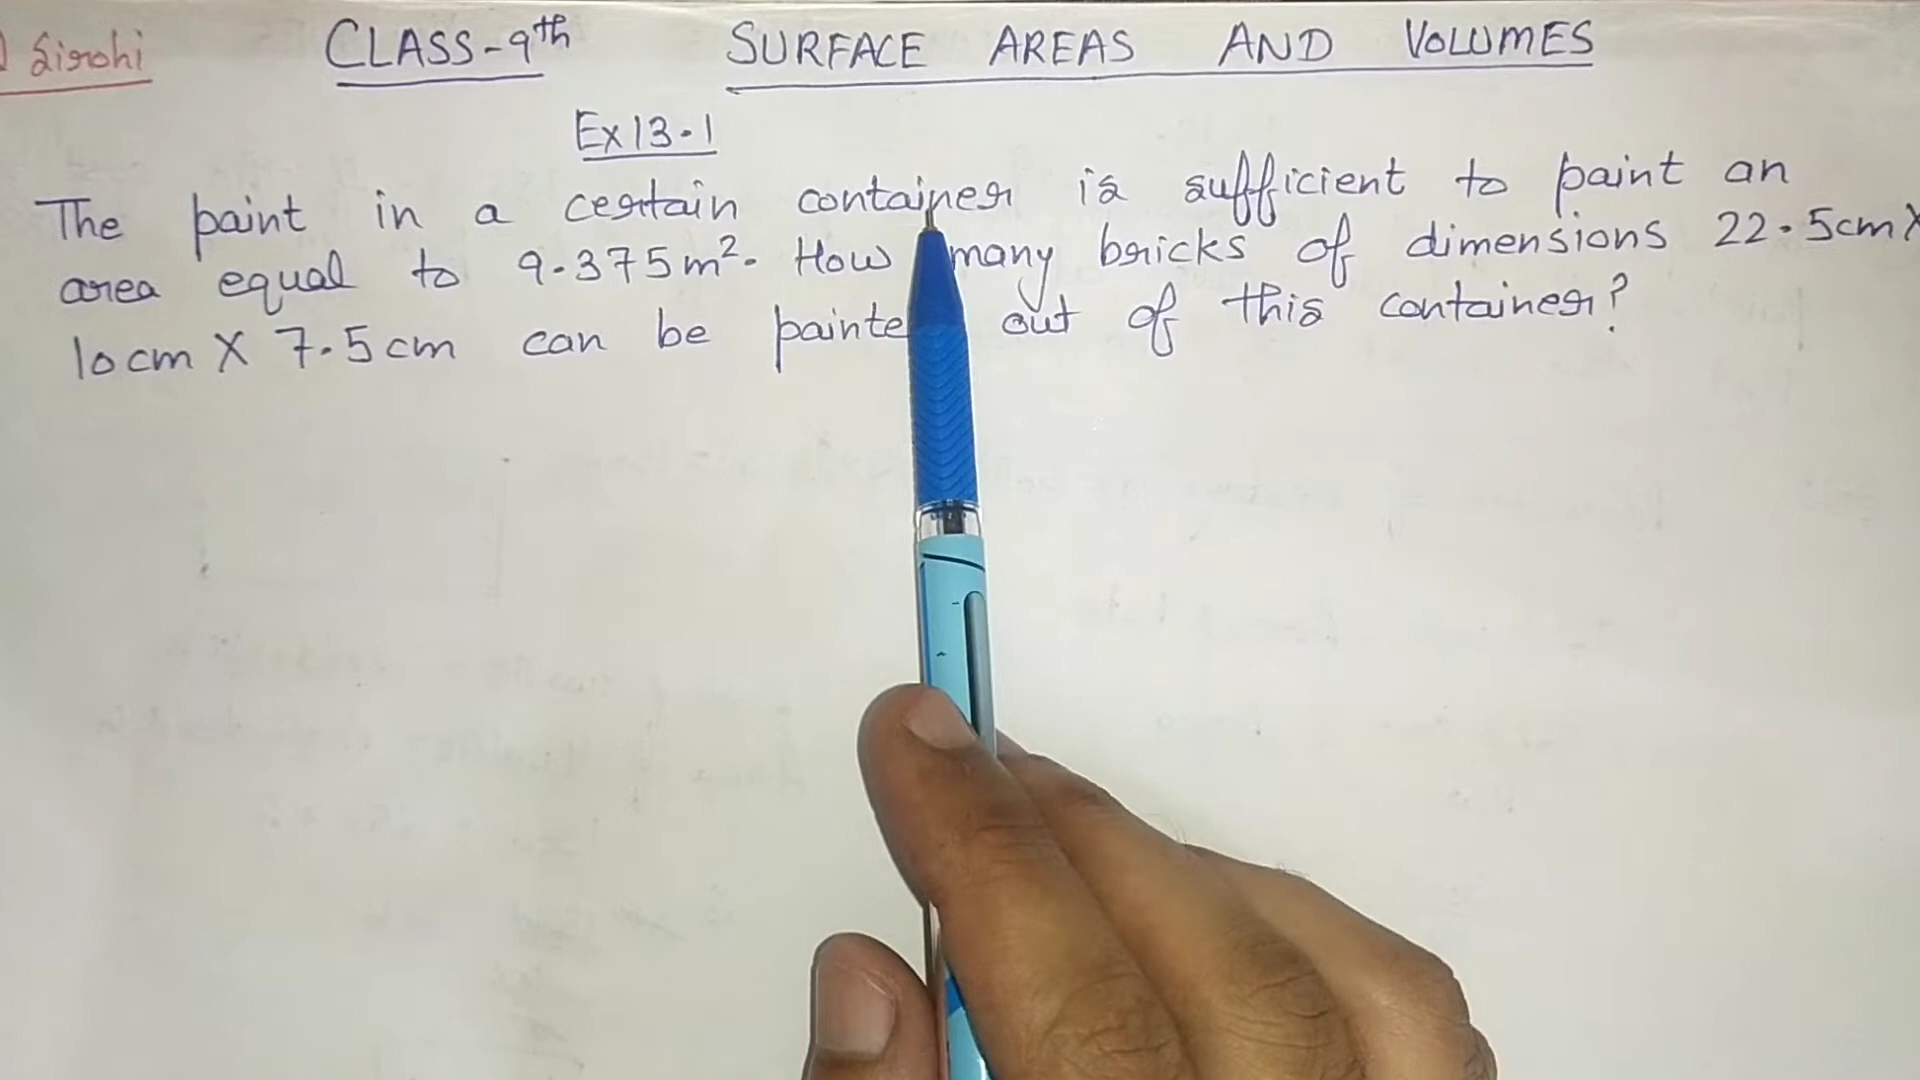 Sirohi CLASS-9th SURFACE AREAS AND VOLUMES
Ex 13.1
The paint in a certain container is sufficient to paint an
area equal to 9.375m². How many bricks of dimensions 22.5cm X
10cm X 7.5cm can be painte out of this container?